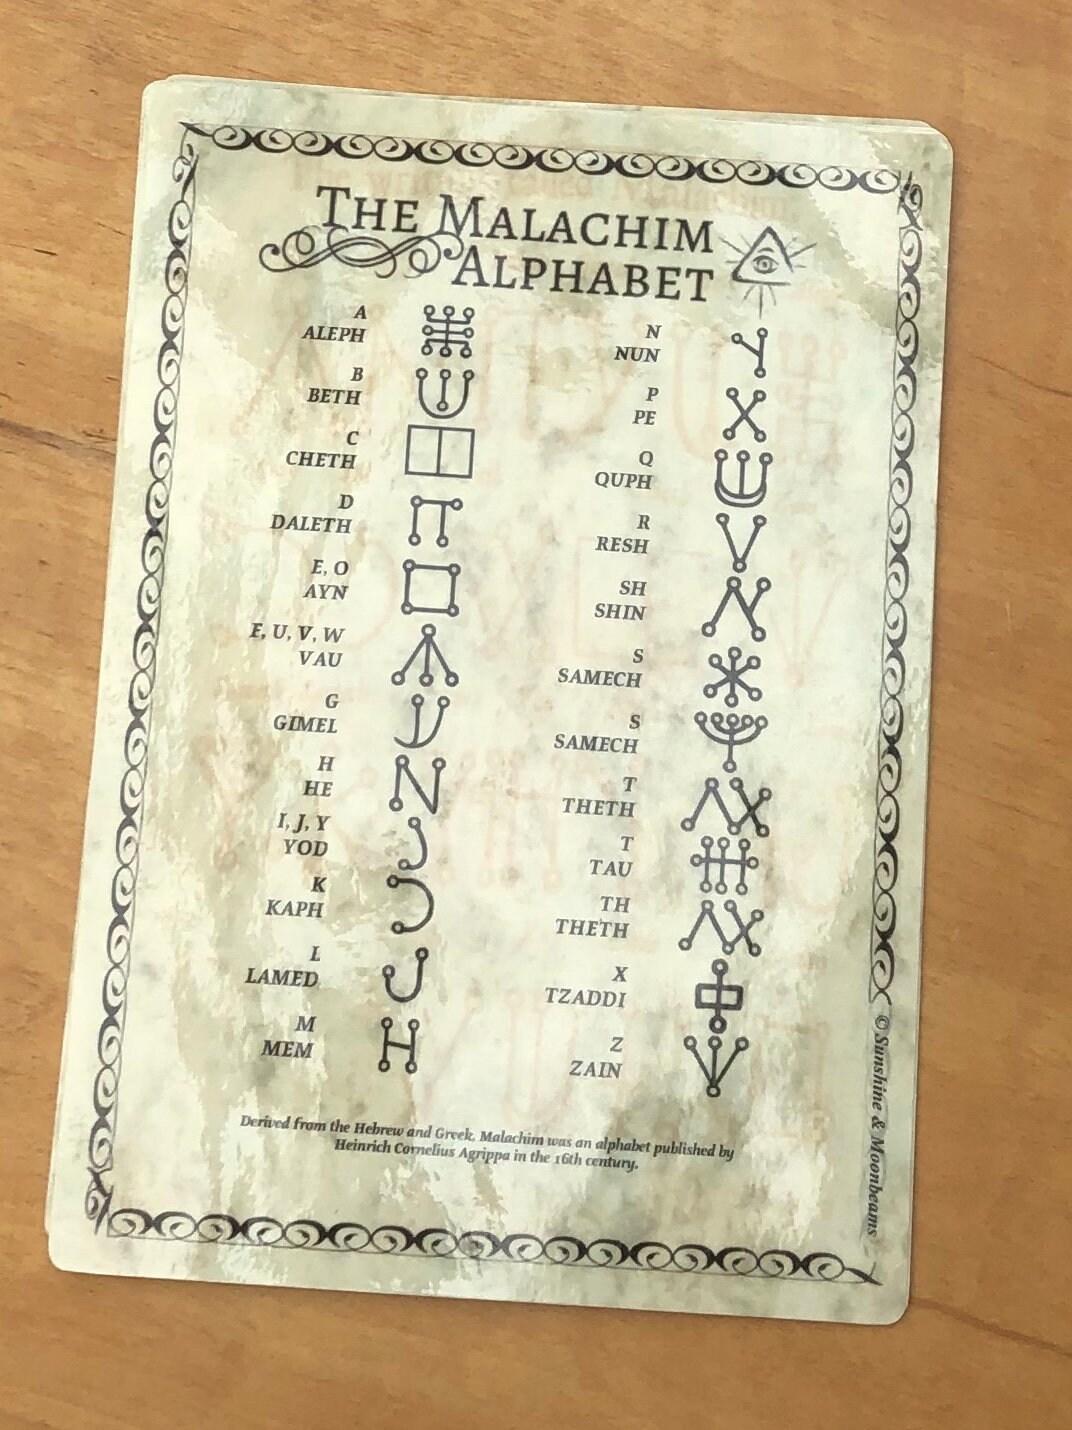 THE MALACHIM
ALPHABET
A
ALEPH
B
BETH
C
CHETH
D
DALETH
E, O
AYN
F, U, V, W
VAU
G
GIMEL
H
HE
I, J, Y
YOD
K
KAPH
L
LAMED
M
MEM
N
NUN
P
PE
Q
QUPH
R
RESH
SH
SHIN
S
SAMECH
S
SAMECH
T
THETH
T
TAU
TH
THETH
X
TZADDI
Z
ZAIN
Derived from the Hebrew and Greek, Malachim was an alphabet published by
Heinrich Cornelius Agrippa in the 16th century.
© Sunshine & Moonbeams